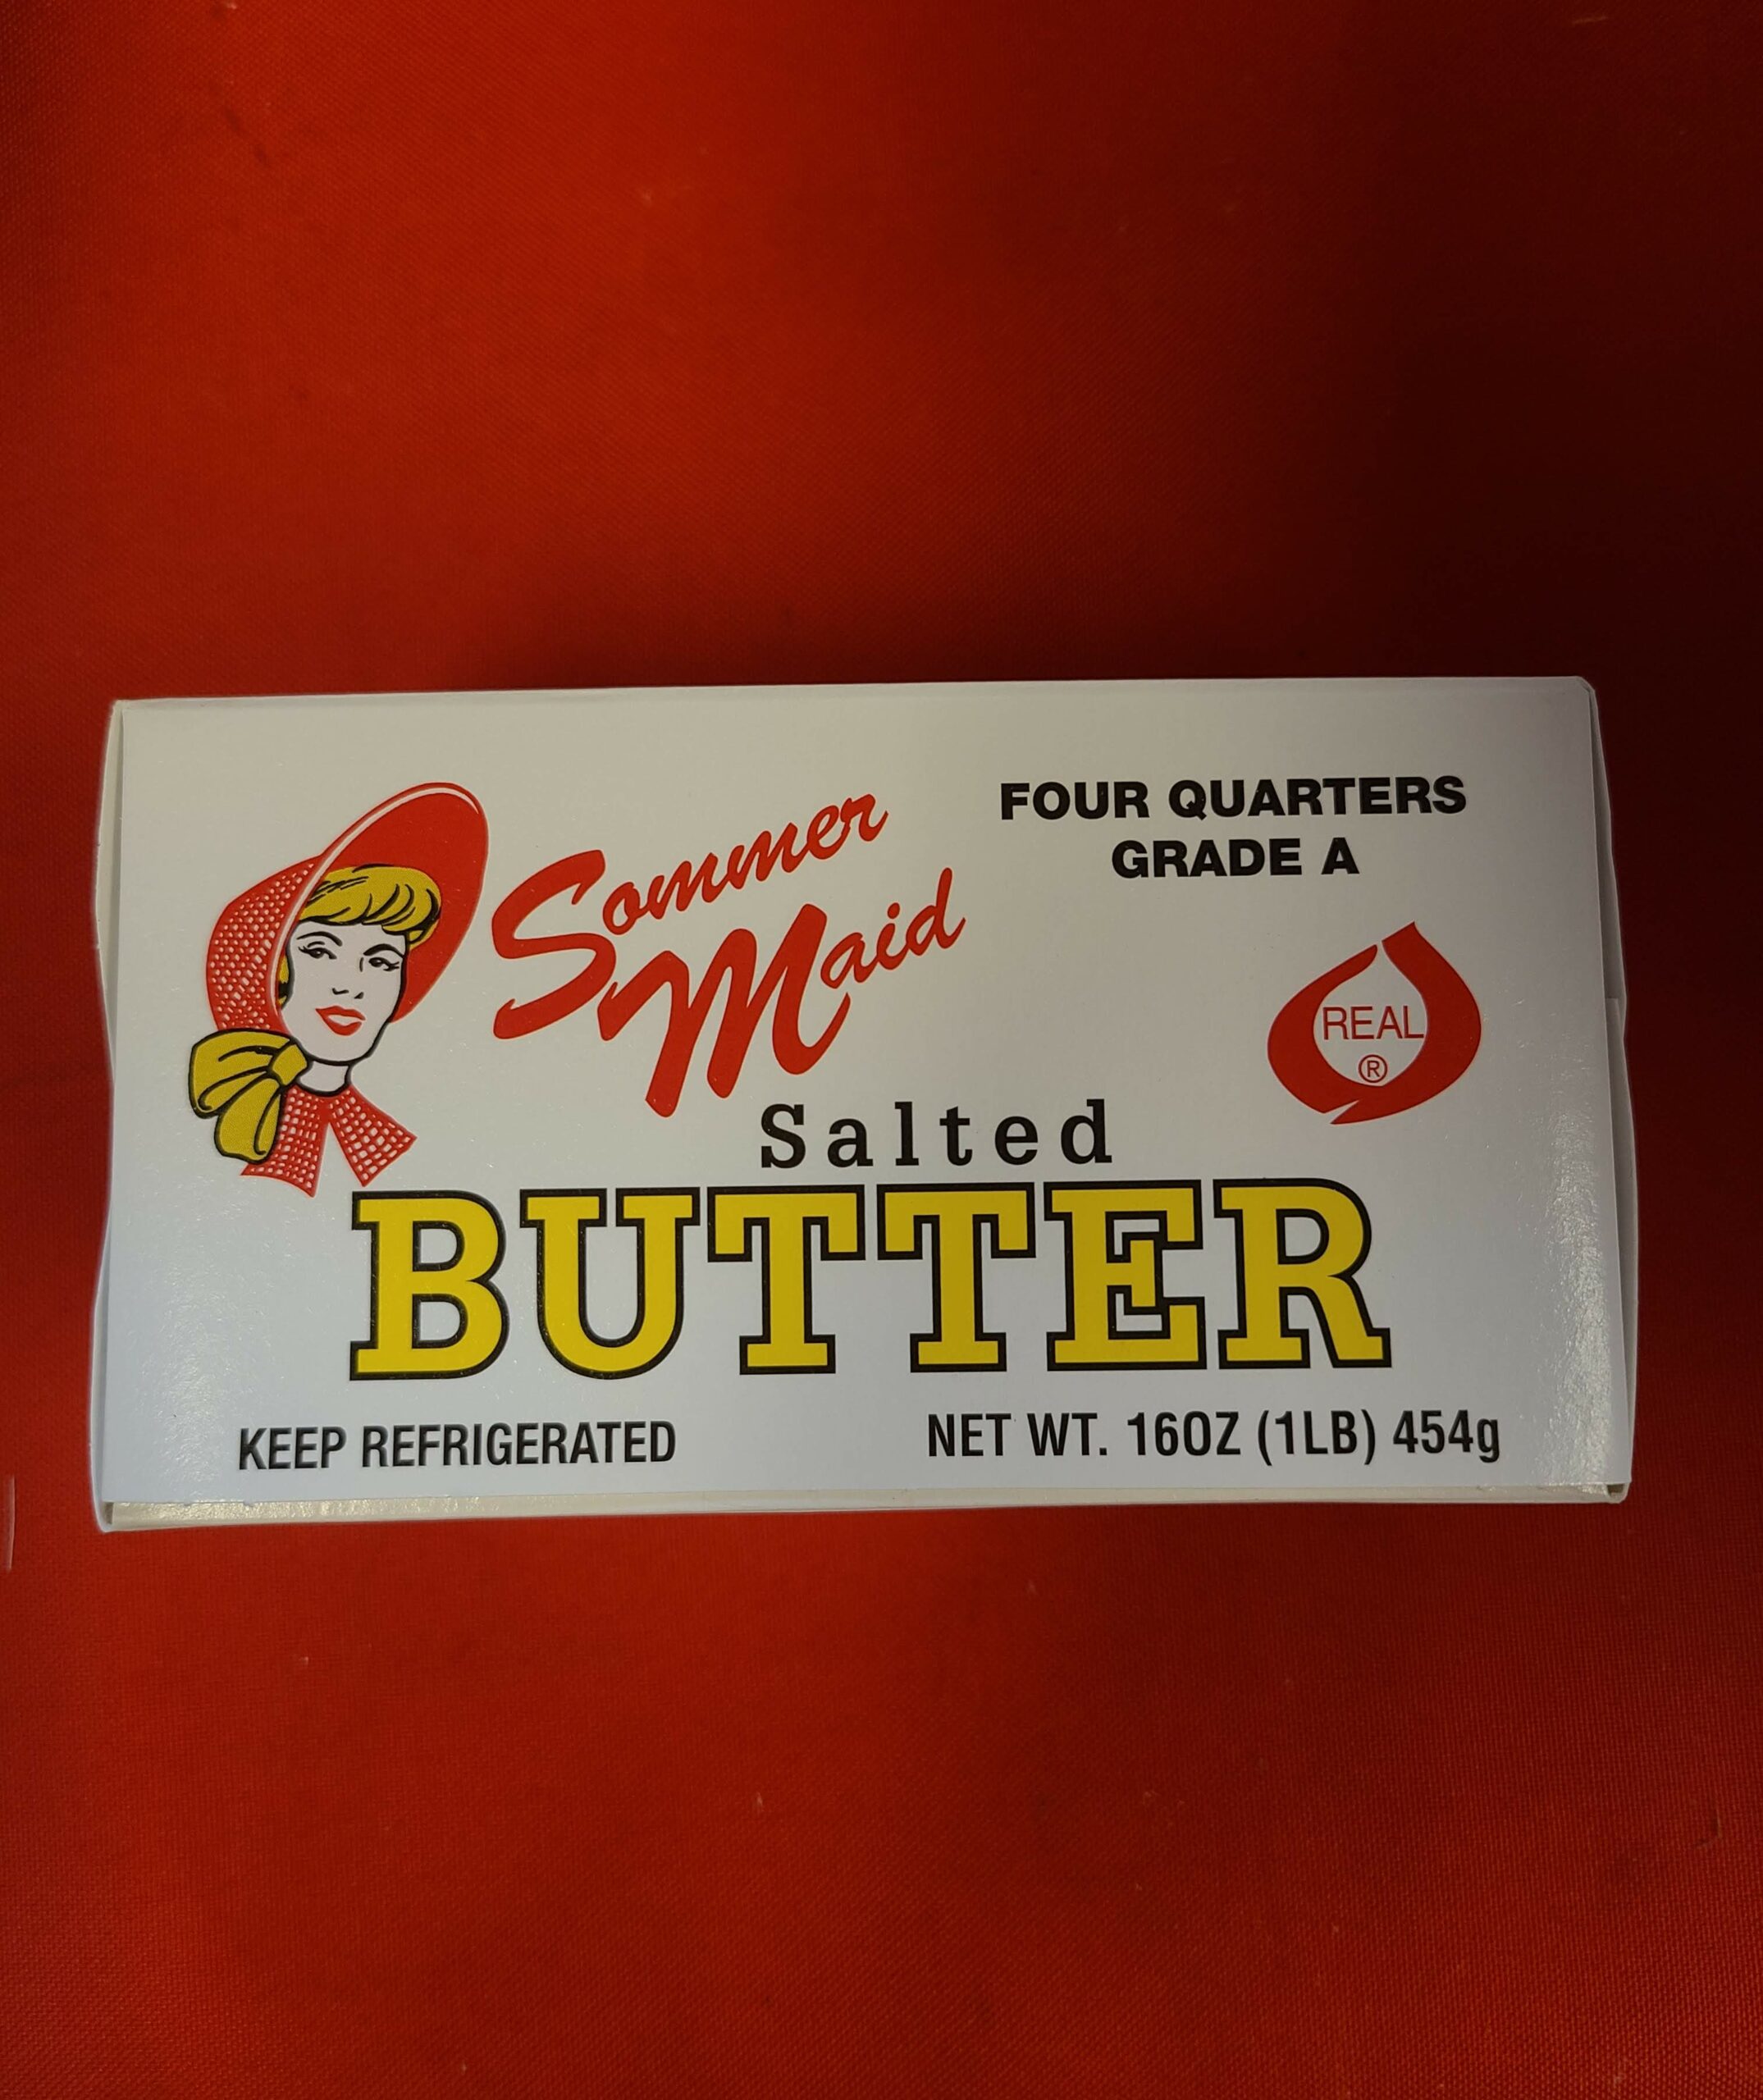 Sommer
Maid
FOUR QUARTERS
GRADE A
REAL
®
Salted
BUTTER
KEEP REFRIGERATED
NET WT. 16OZ (1LB) 454g